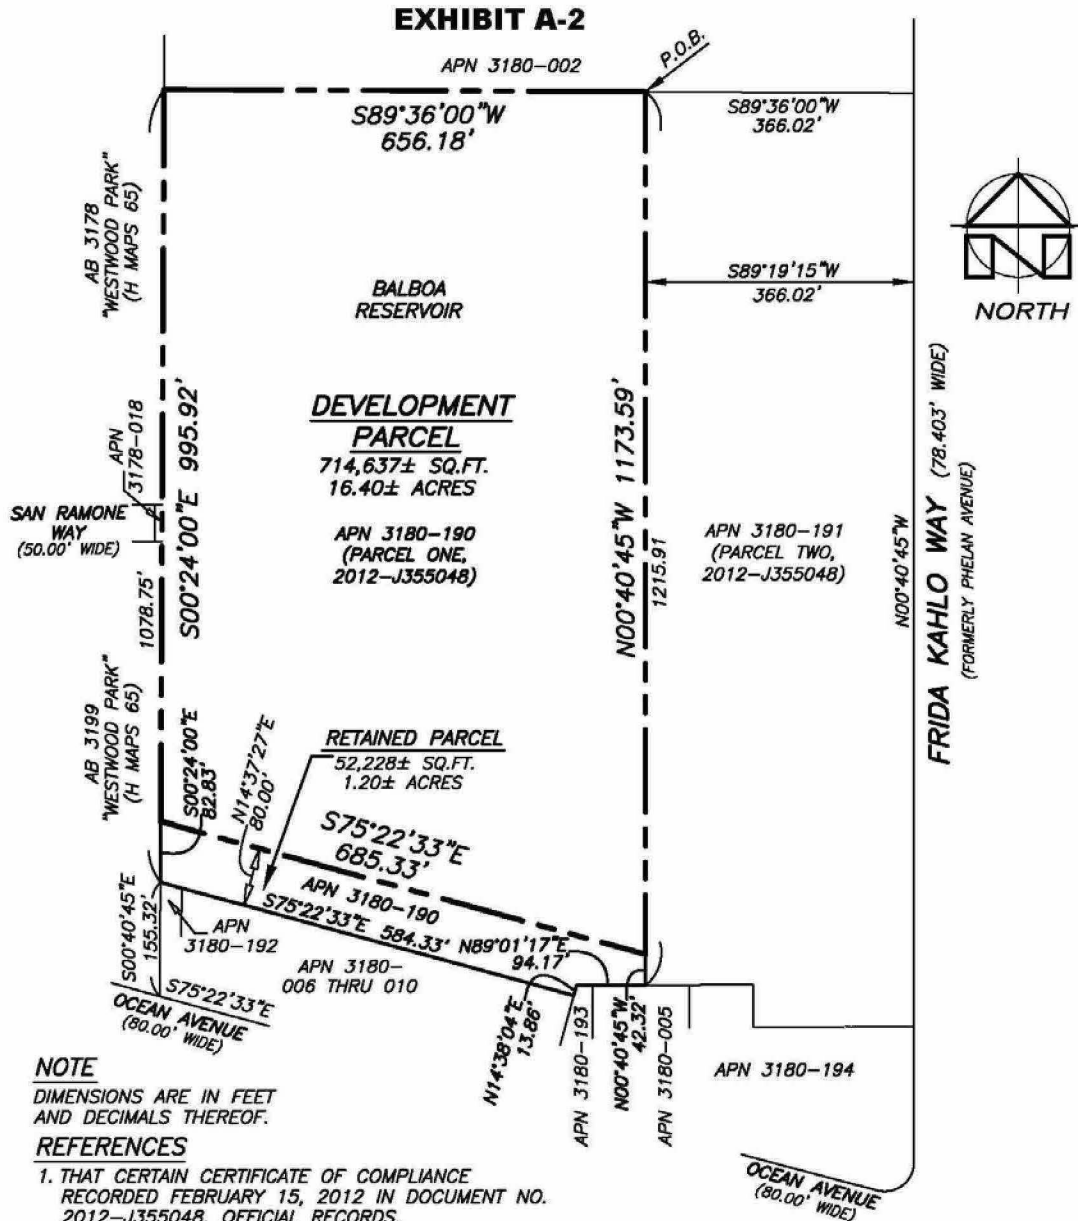 EXHIBIT A-2
APN 3180-002
P.O.B.
S89°36'00"W
656.18'
S89°36'00"W
366.02'
AB 3178
"WESTWOOD PARK"
(H MAPS 65)
BALBOA
RESERVOIR
S89°19'15"W
366.02'
NORTH
DEVELOPMENT
PARCEL
714,637± SQ.FT.
16.40± ACRES
APN 3180-190
(PARCEL ONE,
2012-J355048)
APN
3178-018
SAN RAMONE
WAY
(50.00' WIDE)
S00°24'00"E 995.92'
1078.75'
N00°40'45"W 1173.59'
1215.91
APN 3180-191
(PARCEL TWO,
2012-J355048)
N00°40'45"W
FRIDA KAHLO WAY (78.403' WIDE)
(FORMERLY PHELAN AVENUE)
AB 3199
"WESTWOOD PARK"
(H MAPS 65)
S00°24'00"E
82.83'
N14°37'27"E
80.00'
RETAINED PARCEL
52,228± SQ.FT.
1.20± ACRES
S75°22'33"E
685.33'
APN 3180-190
S75°22'33"E 584.33'
N89°01'17"E
94.17'
S00°40'45"E
155.32'
APN
3180-192
APN 3180-
006 THRU 010
S75°22'33"E
OCEAN AVENUE
(80.00' WIDE)
N14°38'04"E
13.86'
APN 3180-193
N00°40'45"W
42.32'
APN 3180-005
APN 3180-194
OCEAN AVENUE
(80.00' WIDE)
NOTE
DIMENSIONS ARE IN FEET
AND DECIMALS THEREOF.
REFERENCES
1. THAT CERTAIN CERTIFICATE OF COMPLIANCE
RECORDED FEBRUARY 15, 2012 IN DOCUMENT NO.
2012-J355048, OFFICIAL RECORDS.